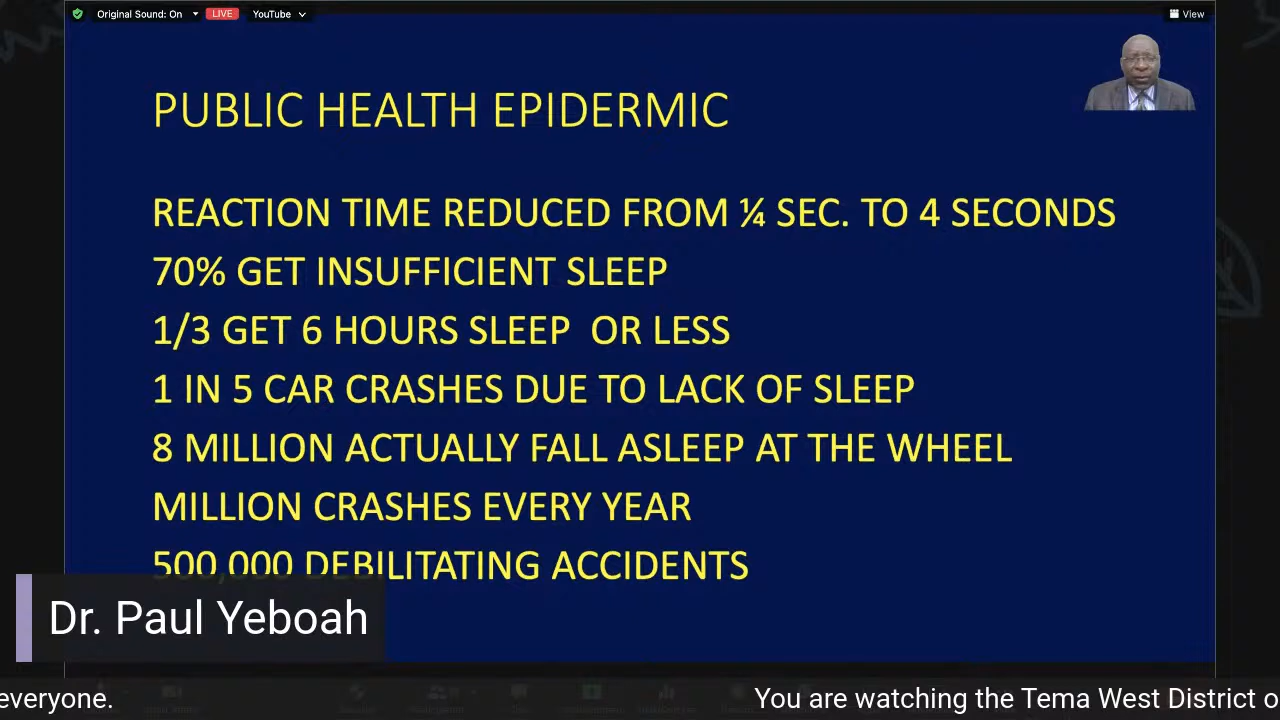 Original Sound: On LIVE YouTube View
PUBLIC HEALTH EPIDERMIC
REACTION TIME REDUCED FROM ¼ SEC. TO 4 SECONDS
70% GET INSUFFICIENT SLEEP
1/3 GET 6 HOURS SLEEP OR LESS
1 IN 5 CAR CRASHES DUE TO LACK OF SLEEP
8 MILLION ACTUALLY FALL ASLEEP AT THE WHEEL
MILLION CRASHES EVERY YEAR
500,000 DEBILITATING ACCIDENTS
Dr. Paul Yeboah
everyone. You are watching the Tema West District o